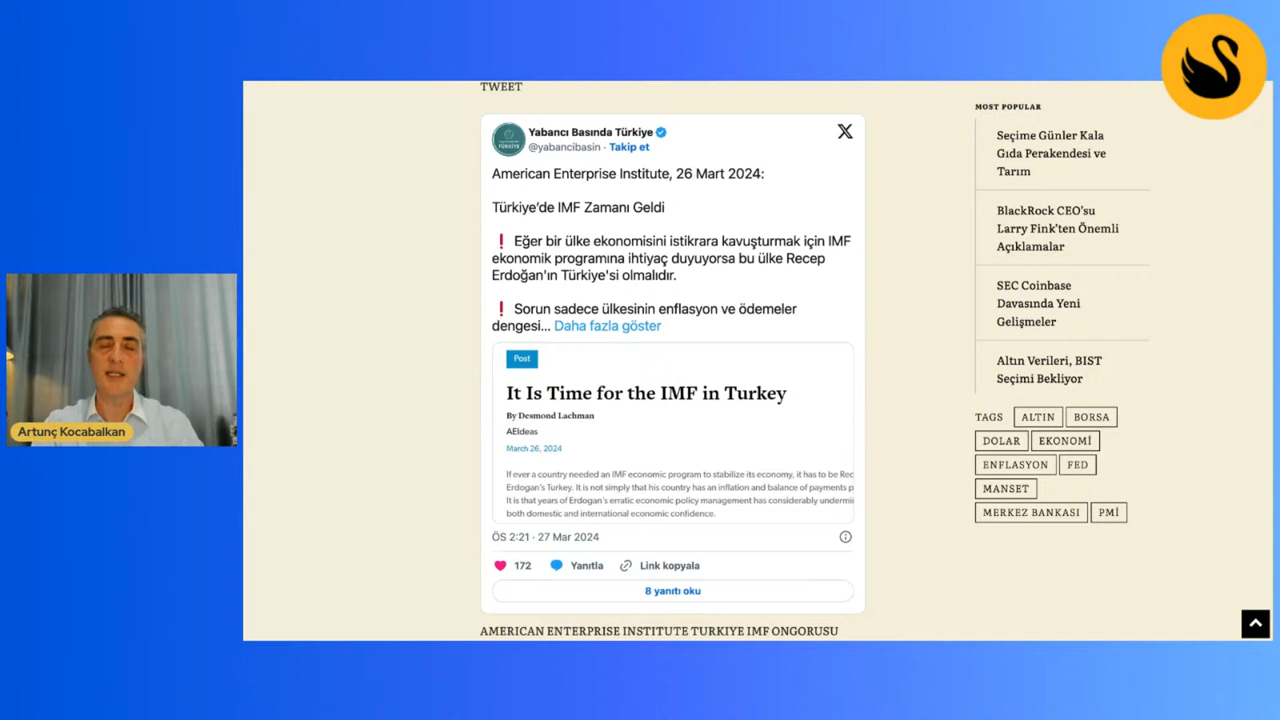 TWEET
Yabancı Basında Türkiye
@yabancibasin · Takip et
American Enterprise Institute, 26 Mart 2024:
Türkiye'de IMF Zamanı Geldi
❗ Eğer bir ülke ekonomisini istikrara kavuşturmak için IMF
ekonomik programına ihtiyaç duyuyorsa bu ülke Recep
Erdoğan'ın Türkiye'si olmalıdır.
❗ Sorun sadece ülkesinin enflasyon ve ödemeler
dengesi... Daha fazla göster
Post
It Is Time for the IMF in Turkey
By Desmond Lachman
AEIdeas
March 26, 2024
If ever a country needed an IMF economic program to stabilize its economy, it has to be Rec
Erdogan's Turkey. It is not simply that his country has an inflation and balance of payments p
It is that years of Erdogan's erratic economic policy management has considerably undermi
both domestic and international economic confidence.
ÖS 2:21 · 27 Mar 2024
172 Yanıtla Link kopyala
8 yanıtı oku
AMERICAN ENTERPRISE INSTITUTE TURKIYE IMF ONGORUSU
MOST POPULAR
Seçime Günler Kala
Gıda Perakendesi ve
Tarım
BlackRock CEO'su
Larry Fink'ten Önemli
Açıklamalar
SEC Coinbase
Davasında Yeni
Gelişmeler
Altın Verileri, BIST
Seçimi Bekliyor
TAGS ALTIN BORSA
DOLAR EKONOMİ
ENFLASYON FED
MANSET
MERKEZ BANKASI PMİ
Artunç Kocabalkan